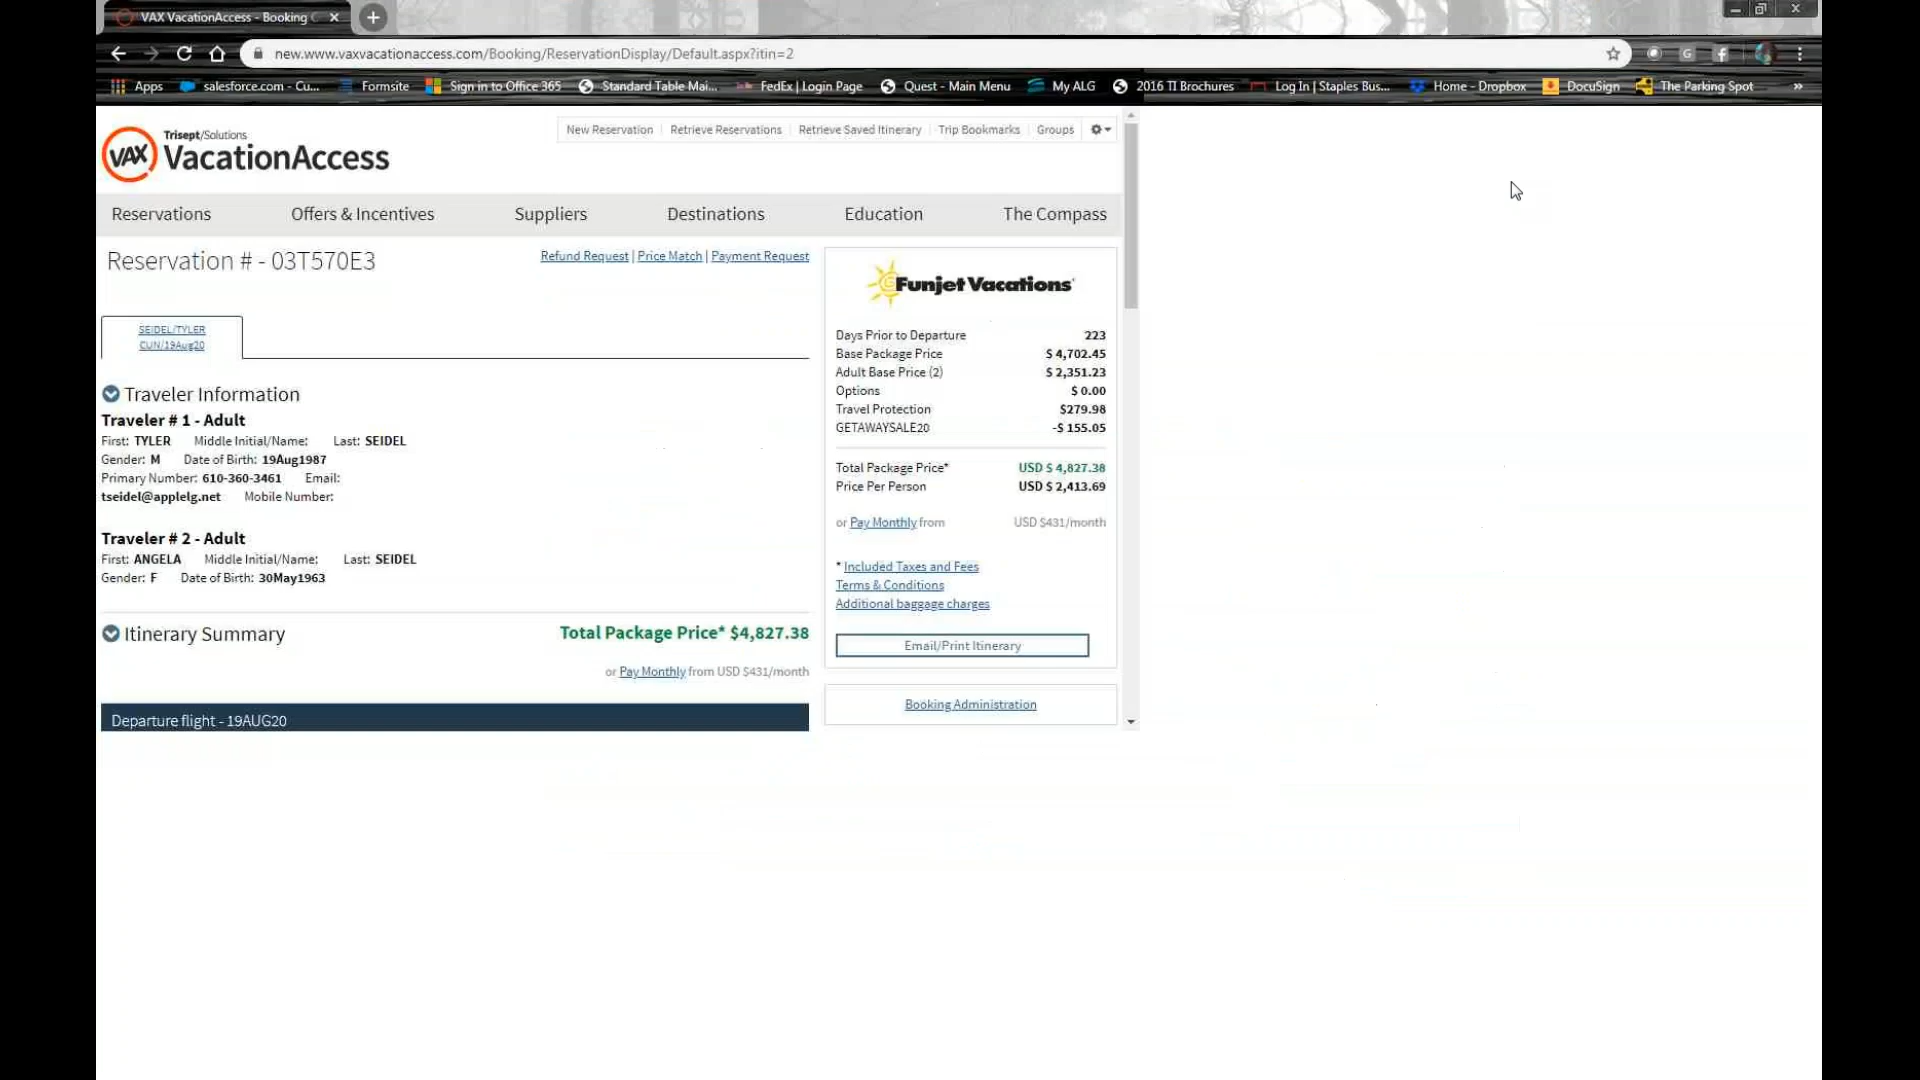 VAX VacationAccess - Booking
new.www.vaxvacationaccess.com/Booking/ReservationDisplay/Default.aspx?itin=2
Apps salesforce.com - Cu... Formsite Sign in to Office 365 Standard Table Mai... FedEx | Login Page Quest - Main Menu My ALG 2016 TI Brochures Log In | Staples Bus... Home - Dropbox DocuSign The Parking Spot »
New Reservation Retrieve Reservations Retrieve Saved Itinerary Trip Bookmarks Groups
Trisept/Solutions
VAX VacationAccess
Reservations Offers & Incentives Suppliers Destinations Education The Compass
Reservation # - 03T570E3
Refund Request | Price Match | Payment Request
SEIDEL/TYLER
CUN/19Aug20
Traveler Information
Traveler # 1 - Adult
First: TYLER Middle Initial/Name: Last: SEIDEL
Gender: M Date of Birth: 19Aug1987
Primary Number: 610-360-3461 Email:
tseidel@applelg.net Mobile Number:
Traveler # 2 - Adult
First: ANGELA Middle Initial/Name: Last: SEIDEL
Gender: F Date of Birth: 30May1963
Itinerary Summary
Total Package Price* $4,827.38
or Pay Monthly from USD $431/month
Departure flight - 19AUG20
Funjet Vacations
Days Prior to Departure 223
Base Package Price $ 4,702.45
Adult Base Price (2) $ 2,351.23
Options $ 0.00
Travel Protection $279.98
GETAWAYSALE20 -$ 155.05
Total Package Price* USD $ 4,827.38
Price Per Person USD $ 2,413.69
or Pay Monthly from USD $431/month
* Included Taxes and Fees
Terms & Conditions
Additional baggage charges
Email/Print Itinerary
Booking Administration